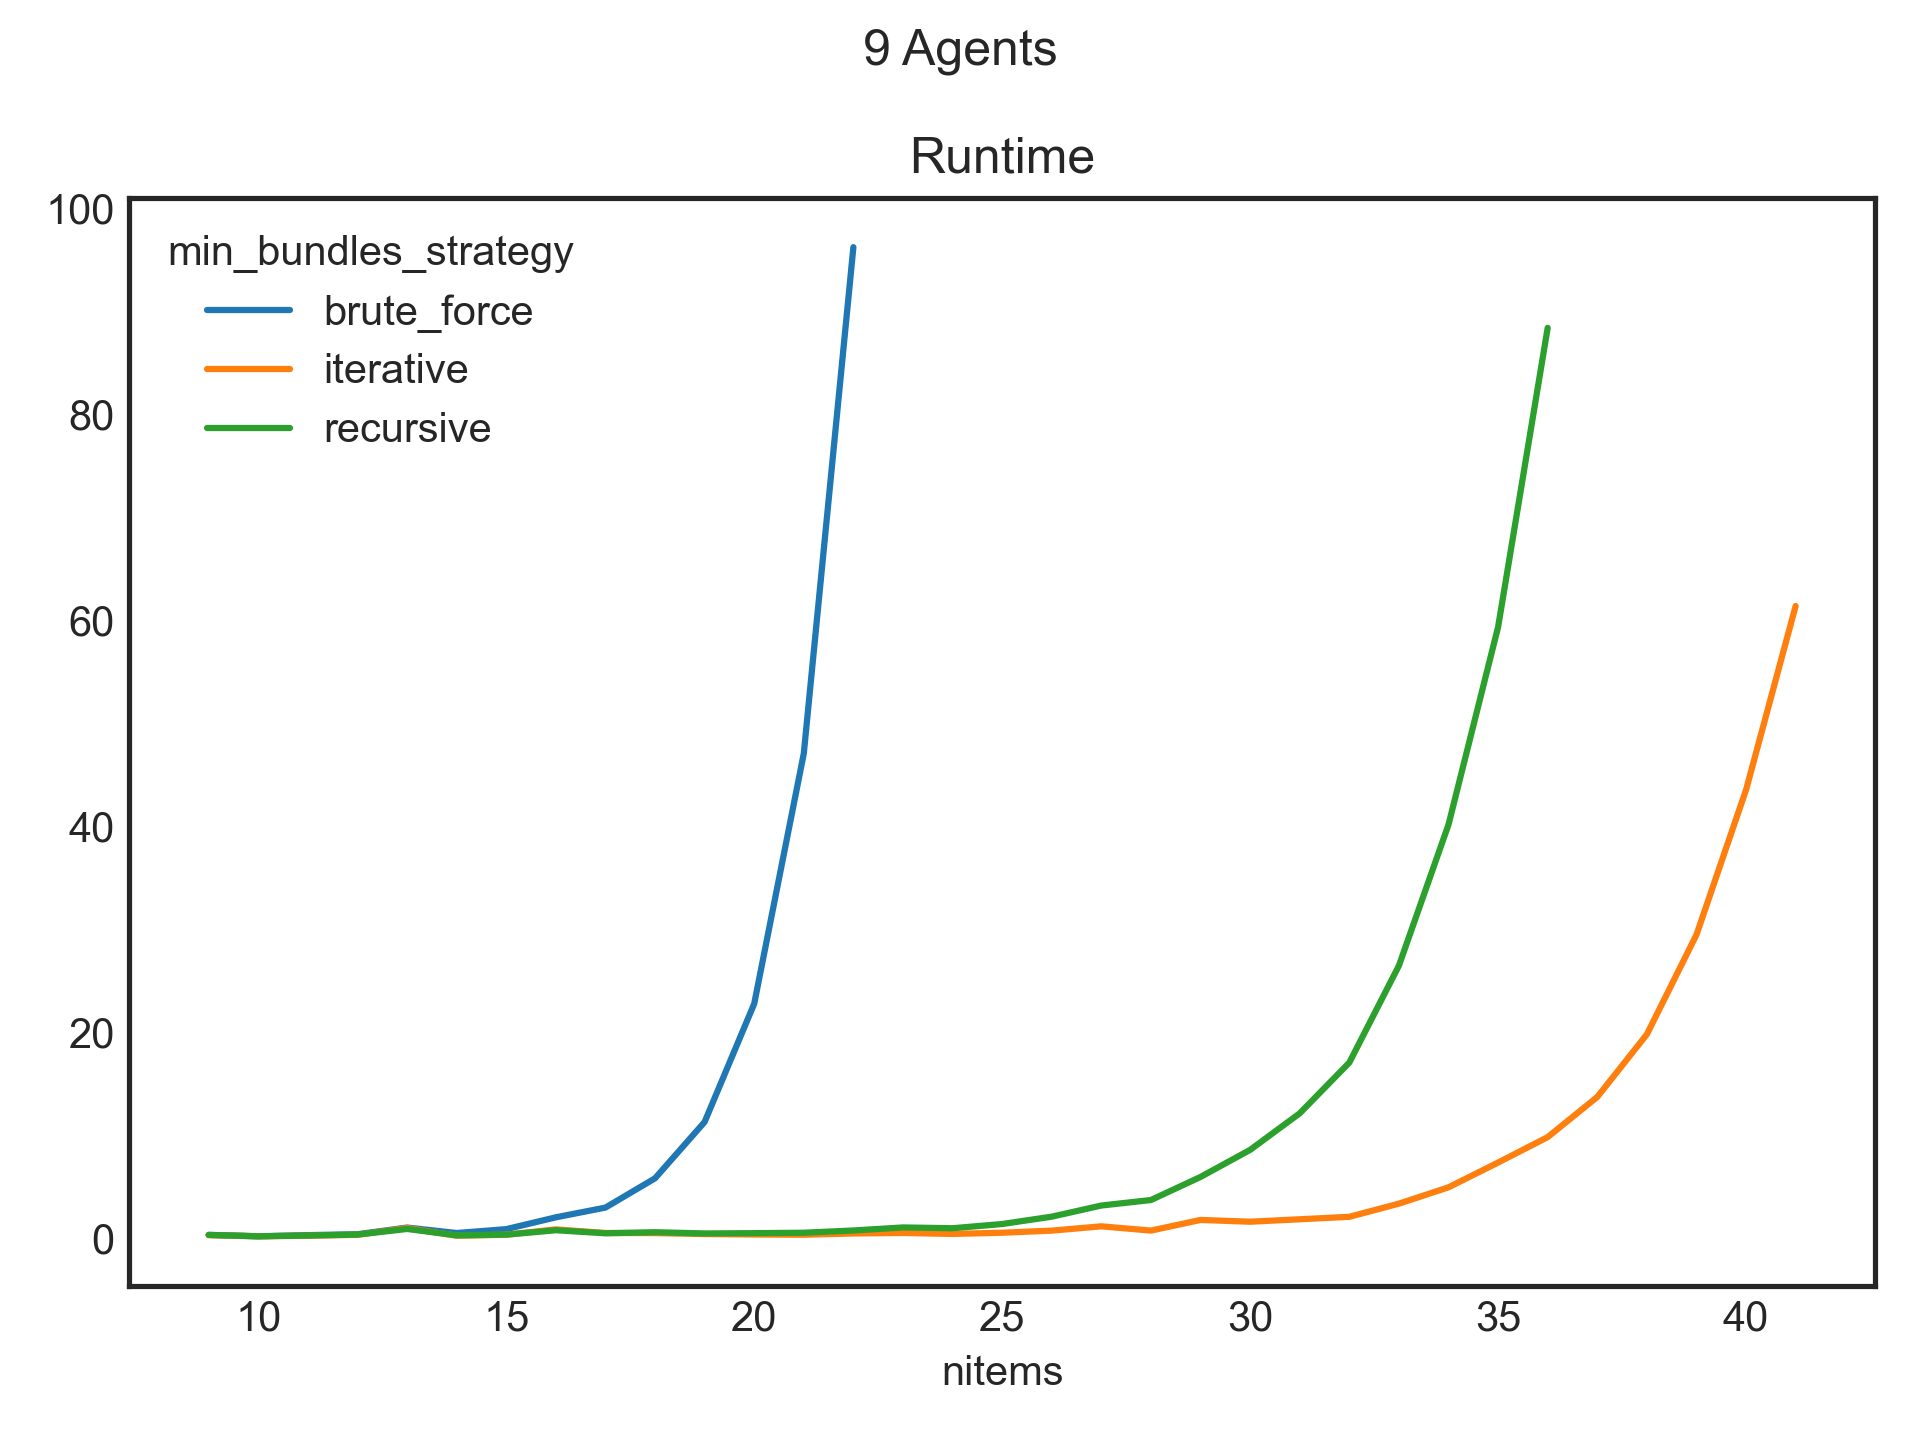 9 Agents
Runtime
100
80
60
40
20
0
min_bundles_strategy
brute_force
iterative
recursive
10 15 20 25 30 35 40
nitems